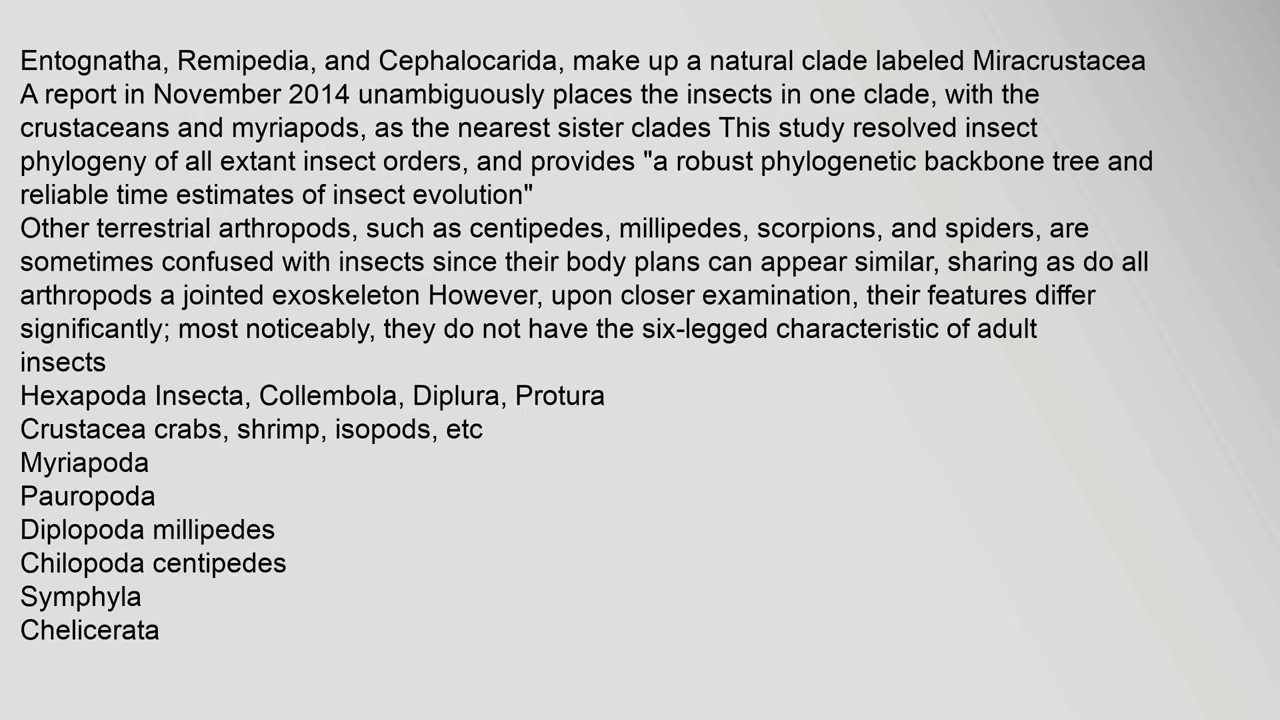 Entognatha, Remipedia, and Cephalocarida, make up a natural clade labeled Miracrustacea
A report in November 2014 unambiguously places the insects in one clade, with the
crustaceans and myriapods, as the nearest sister clades This study resolved insect
phylogeny of all extant insect orders, and provides "a robust phylogenetic backbone tree and
reliable time estimates of insect evolution"
Other terrestrial arthropods, such as centipedes, millipedes, scorpions, and spiders, are
sometimes confused with insects since their body plans can appear similar, sharing as do all
arthropods a jointed exoskeleton However, upon closer examination, their features differ
significantly; most noticeably, they do not have the six-legged characteristic of adult
insects
Hexapoda Insecta, Collembola, Diplura, Protura
Crustacea crabs, shrimp, isopods, etc
Myriapoda
Pauropoda
Diplopoda millipedes
Chilopoda centipedes
Symphyla
Chelicerata